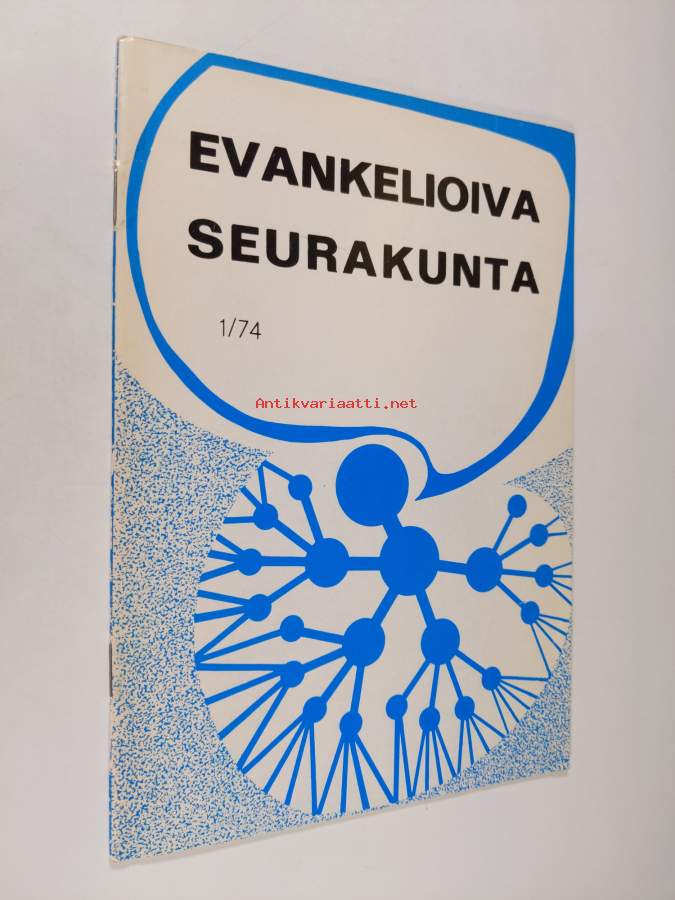 EVANKELIOIVA
SEURAKUNTA
1/74
Antikvariaatti.net